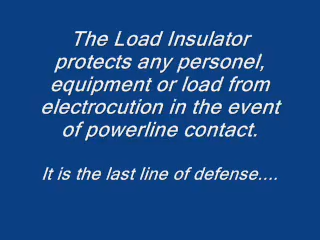 The Load Insulator
protects any personel,
equipment or load from
electrocution in the event
of powerline contact.
It is the last line of defense....